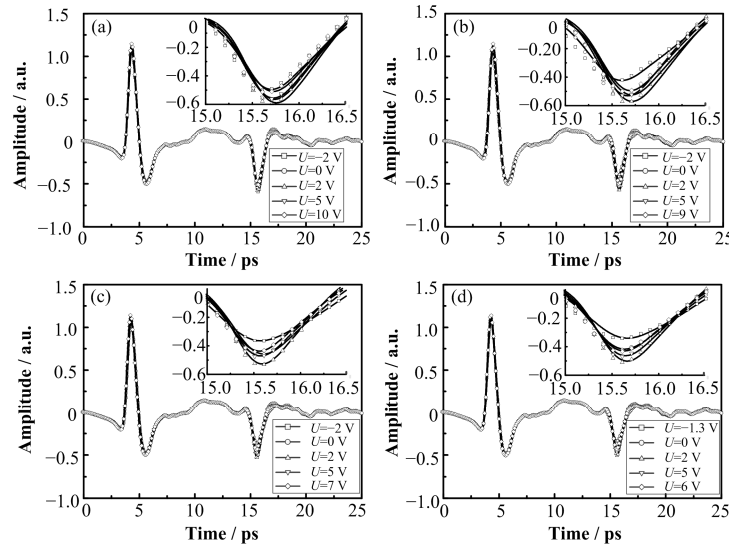 (a)
1.5
1.0
0.5
0
−0.5
−1.0
Amplitude / a.u.
0
−0.2
−0.4
−0.6
15.0 15.5 16.0 16.5
U=−2 V
U=0 V
U=2 V
U=5 V
U=10 V
0 5 10 15 20 25
Time / ps
(b)
1.5
1.0
0.5
0
−0.5
−1.0
Amplitude / a.u.
0
−0.2
−0.4
−0.60
15.0 15.5 16.0 16.5
U=−2 V
U=0 V
U=2 V
U=5 V
U=9 V
0 5 10 15 20 25
Time / ps
(c)
1.5
1.0
0.5
0
−0.5
−1.0
Amplitude / a.u.
0
−0.2
−0.4
−0.6
15.0 15.5 16.0 16.5
U=−2 V
U=0 V
U=2 V
U=5 V
U=7 V
0 5 10 15 20 25
Time / ps
(d)
1.5
1.0
0.5
0
−0.5
−1.0
Amplitude / a.u.
0
−0.2
−0.4
−0.6
15.0 15.5 16.0 16.5
U=−1.3 V
U=0 V
U=2 V
U=5 V
U=6 V
0 5 10 15 20 25
Time / ps